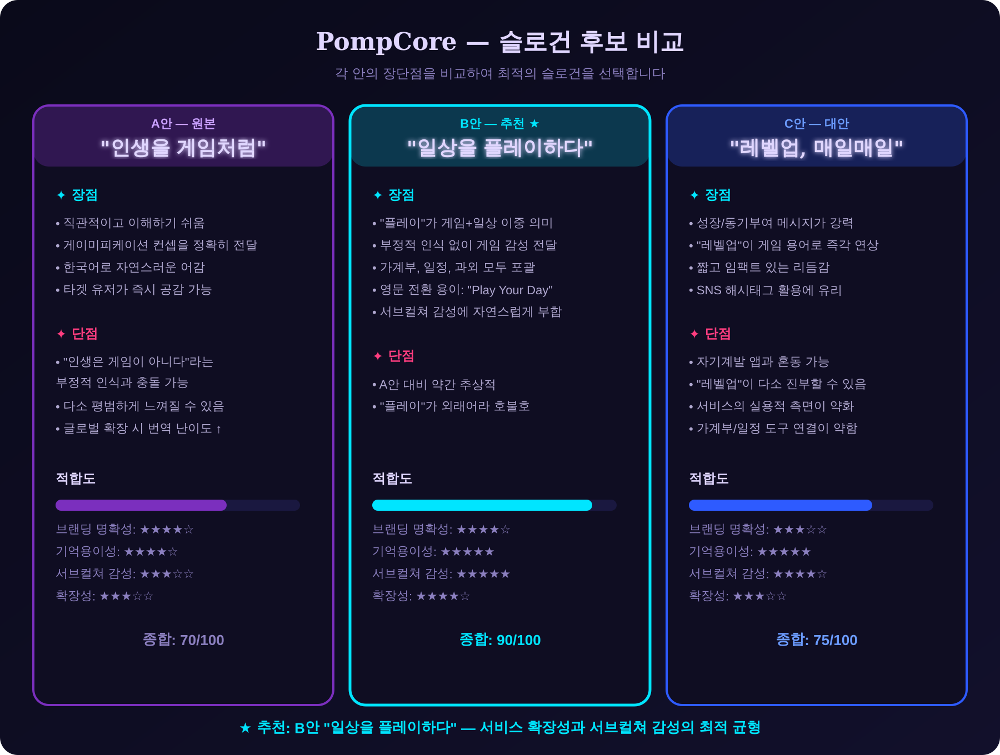 PompCore — 슬로건 후보 비교
각 안의 장단점을 비교하여 최적의 슬로건을 선택합니다
A안 — 원본
"인생을 게임처럼"
✦ 장점
• 직관적이고 이해하기 쉬움
• 게이미피케이션 컨셉을 정확히 전달
• 한국어로 자연스러운 어감
• 타겟 유저가 즉시 공감 가능
✦ 단점
• "인생은 게임이 아니다"라는
부정적 인식과 충돌 가능
• 다소 평범하게 느껴질 수 있음
• 글로벌 확장 시 번역 난이도 ↑
적합도
브랜딩 명확성: ★★★★☆
기억용이성: ★★★★☆
서브컬쳐 감성: ★★★☆☆
확장성: ★★★☆☆
종합: 70/100
B안 — 추천 ★
"일상을 플레이하다"
✦ 장점
• "플레이"가 게임+일상 이중 의미
• 부정적 인식 없이 게임 감성 전달
• 가계부, 일정, 과외 모두 포괄
• 영문 전환 용이: "Play Your Day"
• 서브컬쳐 감성에 자연스럽게 부합
✦ 단점
• A안 대비 약간 추상적
• "플레이"가 외래어라 호불호
적합도
브랜딩 명확성: ★★★★☆
기억용이성: ★★★★★
서브컬쳐 감성: ★★★★★
확장성: ★★★★☆
종합: 90/100
C안 — 대안
"레벨업, 매일매일"
✦ 장점
• 성장/동기부여 메시지가 강력
• "레벨업"이 게임 용어로 즉각 연상
• 짧고 임팩트 있는 리듬감
• SNS 해시태그 활용에 유리
✦ 단점
• 자기계발 앱과 혼동 가능
• "레벨업"이 다소 진부할 수 있음
• 서비스의 실용적 측면이 약화
• 가계부/일정 도구 연결이 약함
적합도
브랜딩 명확성: ★★★☆☆
기억용이성: ★★★★★
서브컬쳐 감성: ★★★★☆
확장성: ★★★☆☆
종합: 75/100
★ 추천: B안 "일상을 플레이하다" — 서비스 확장성과 서브컬쳐 감성의 최적 균형